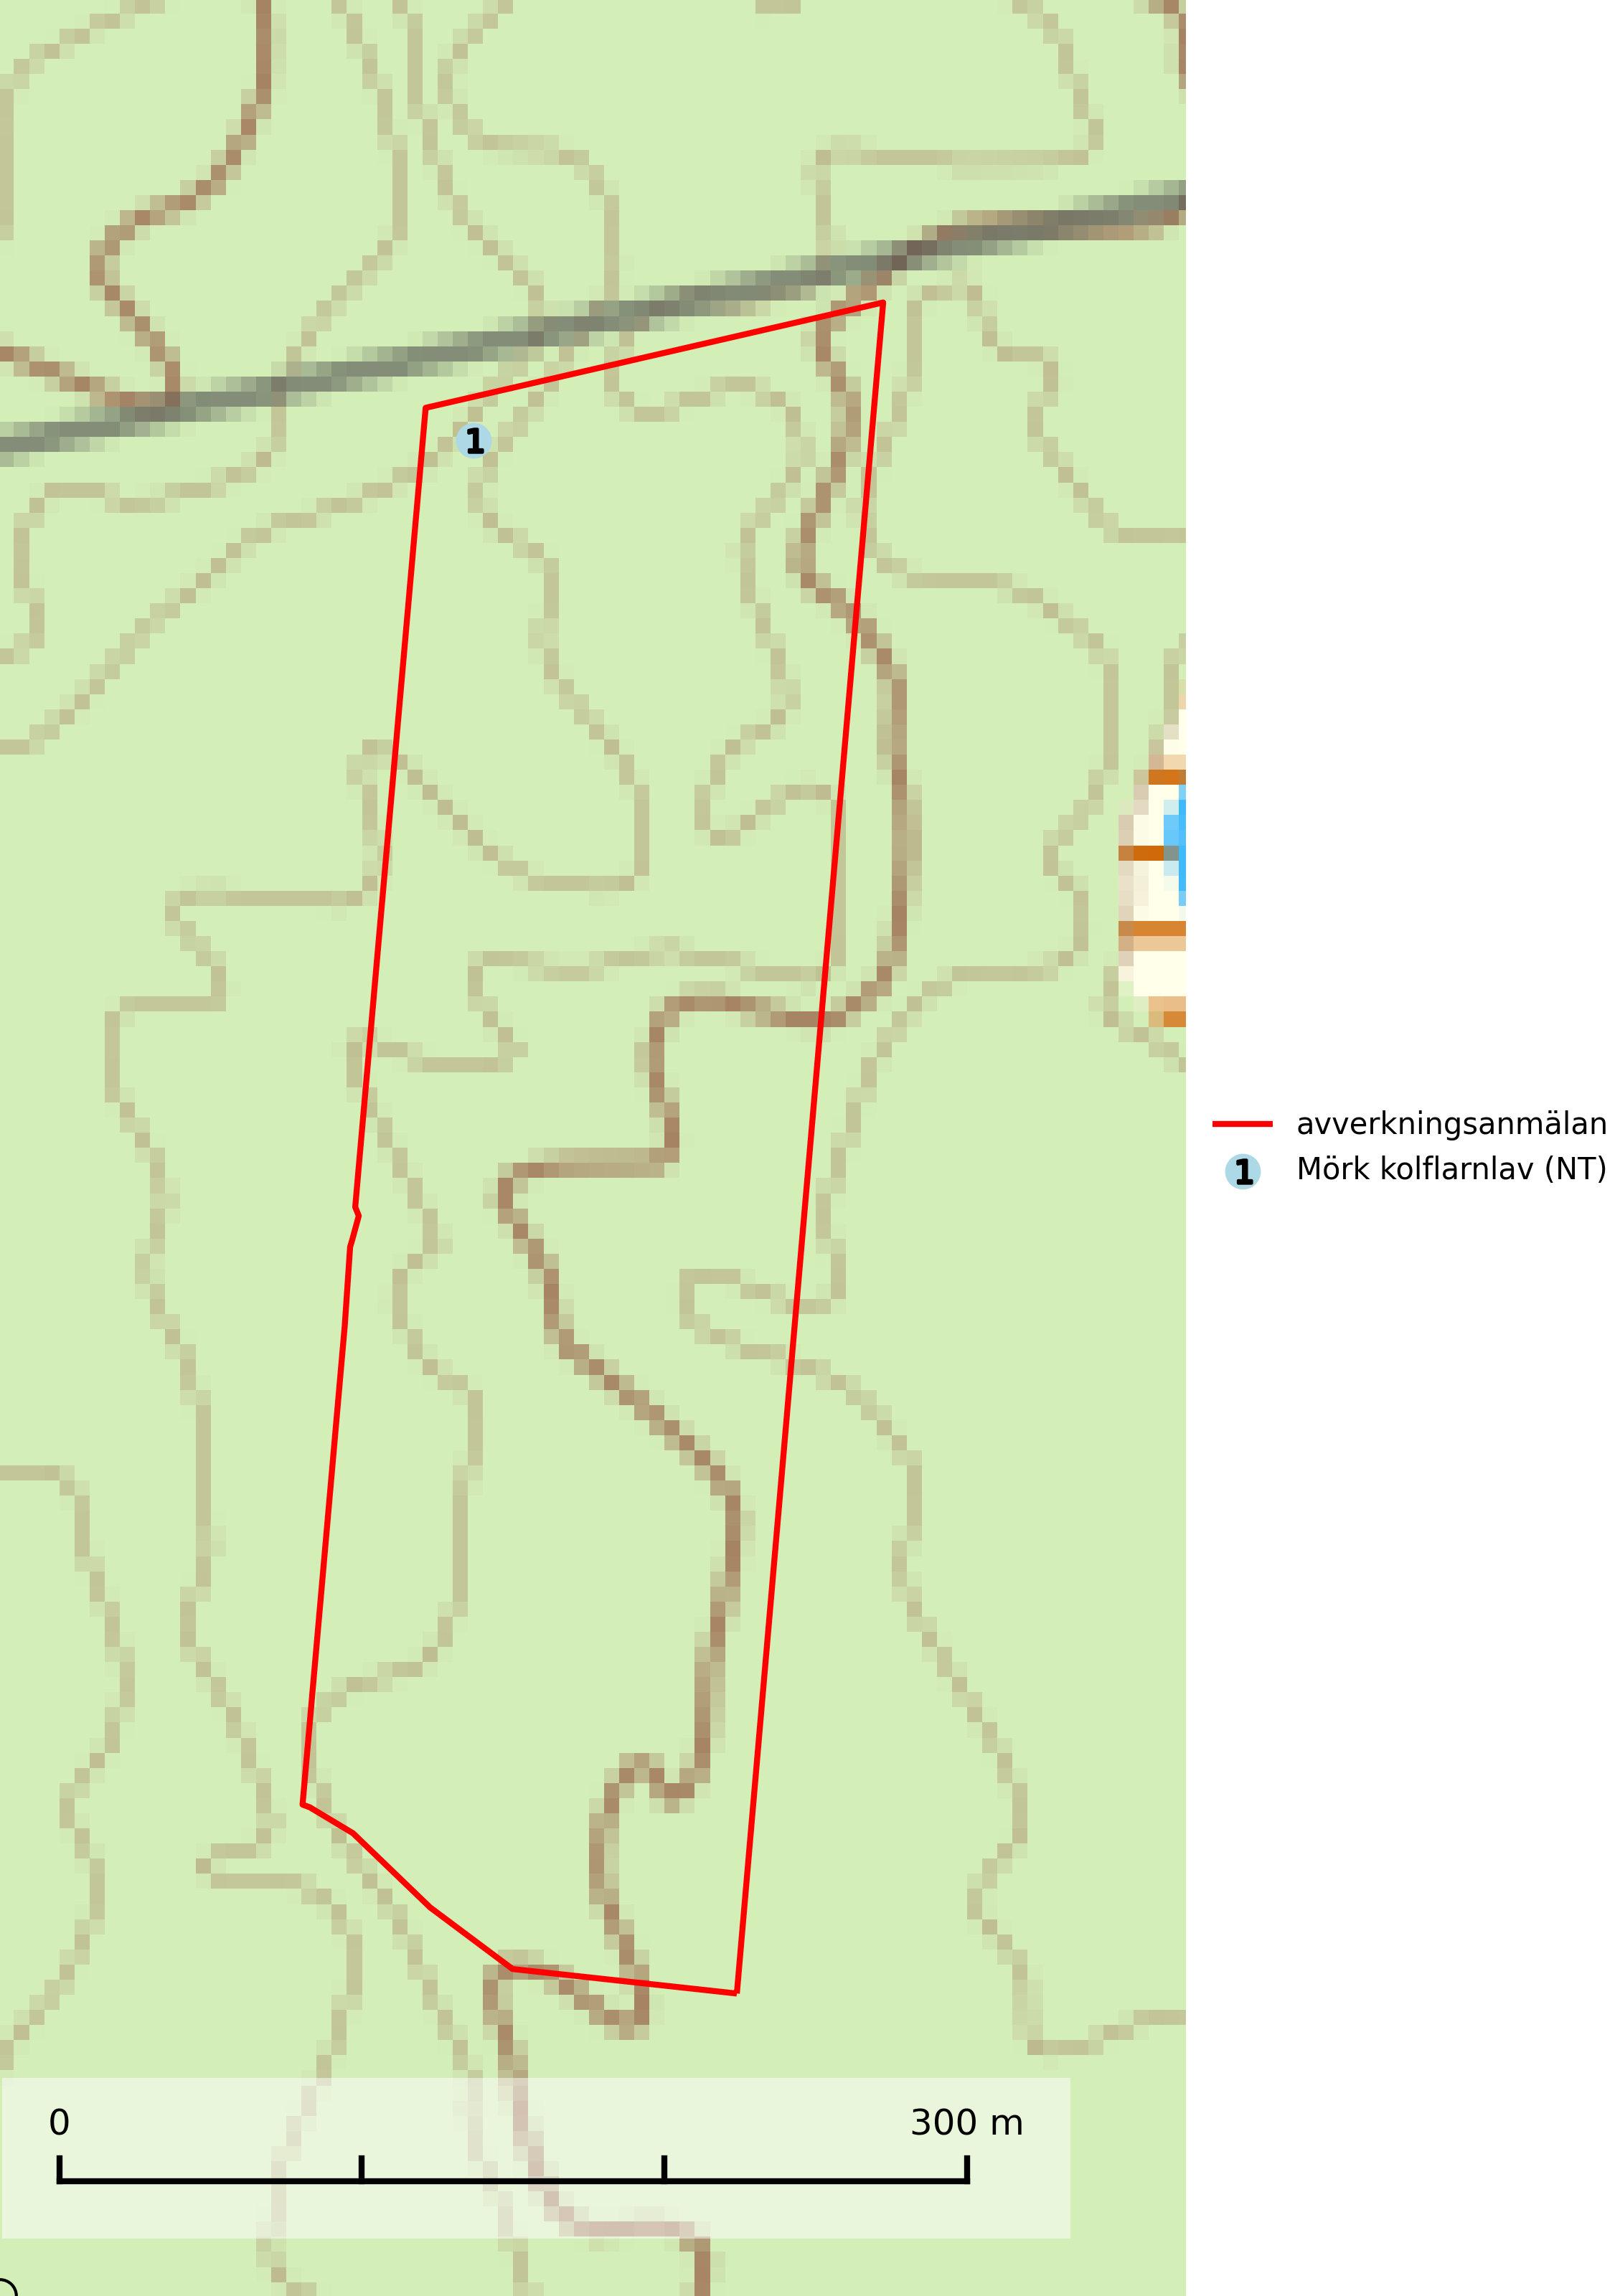 1
avverkningsanmälan
1 Mörk kolflarnlav (NT)
0 300 m